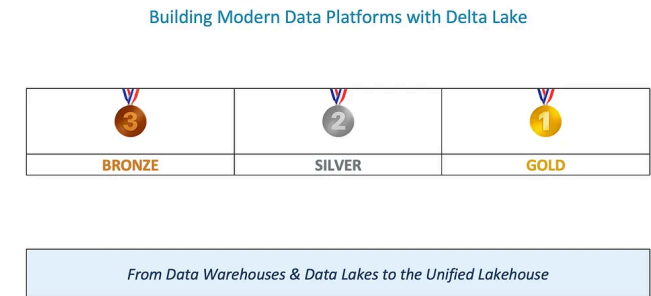 Building Modern Data Platforms with Delta Lake
3 2 1
BRONZE SILVER GOLD
From Data Warehouses & Data Lakes to the Unified Lakehouse